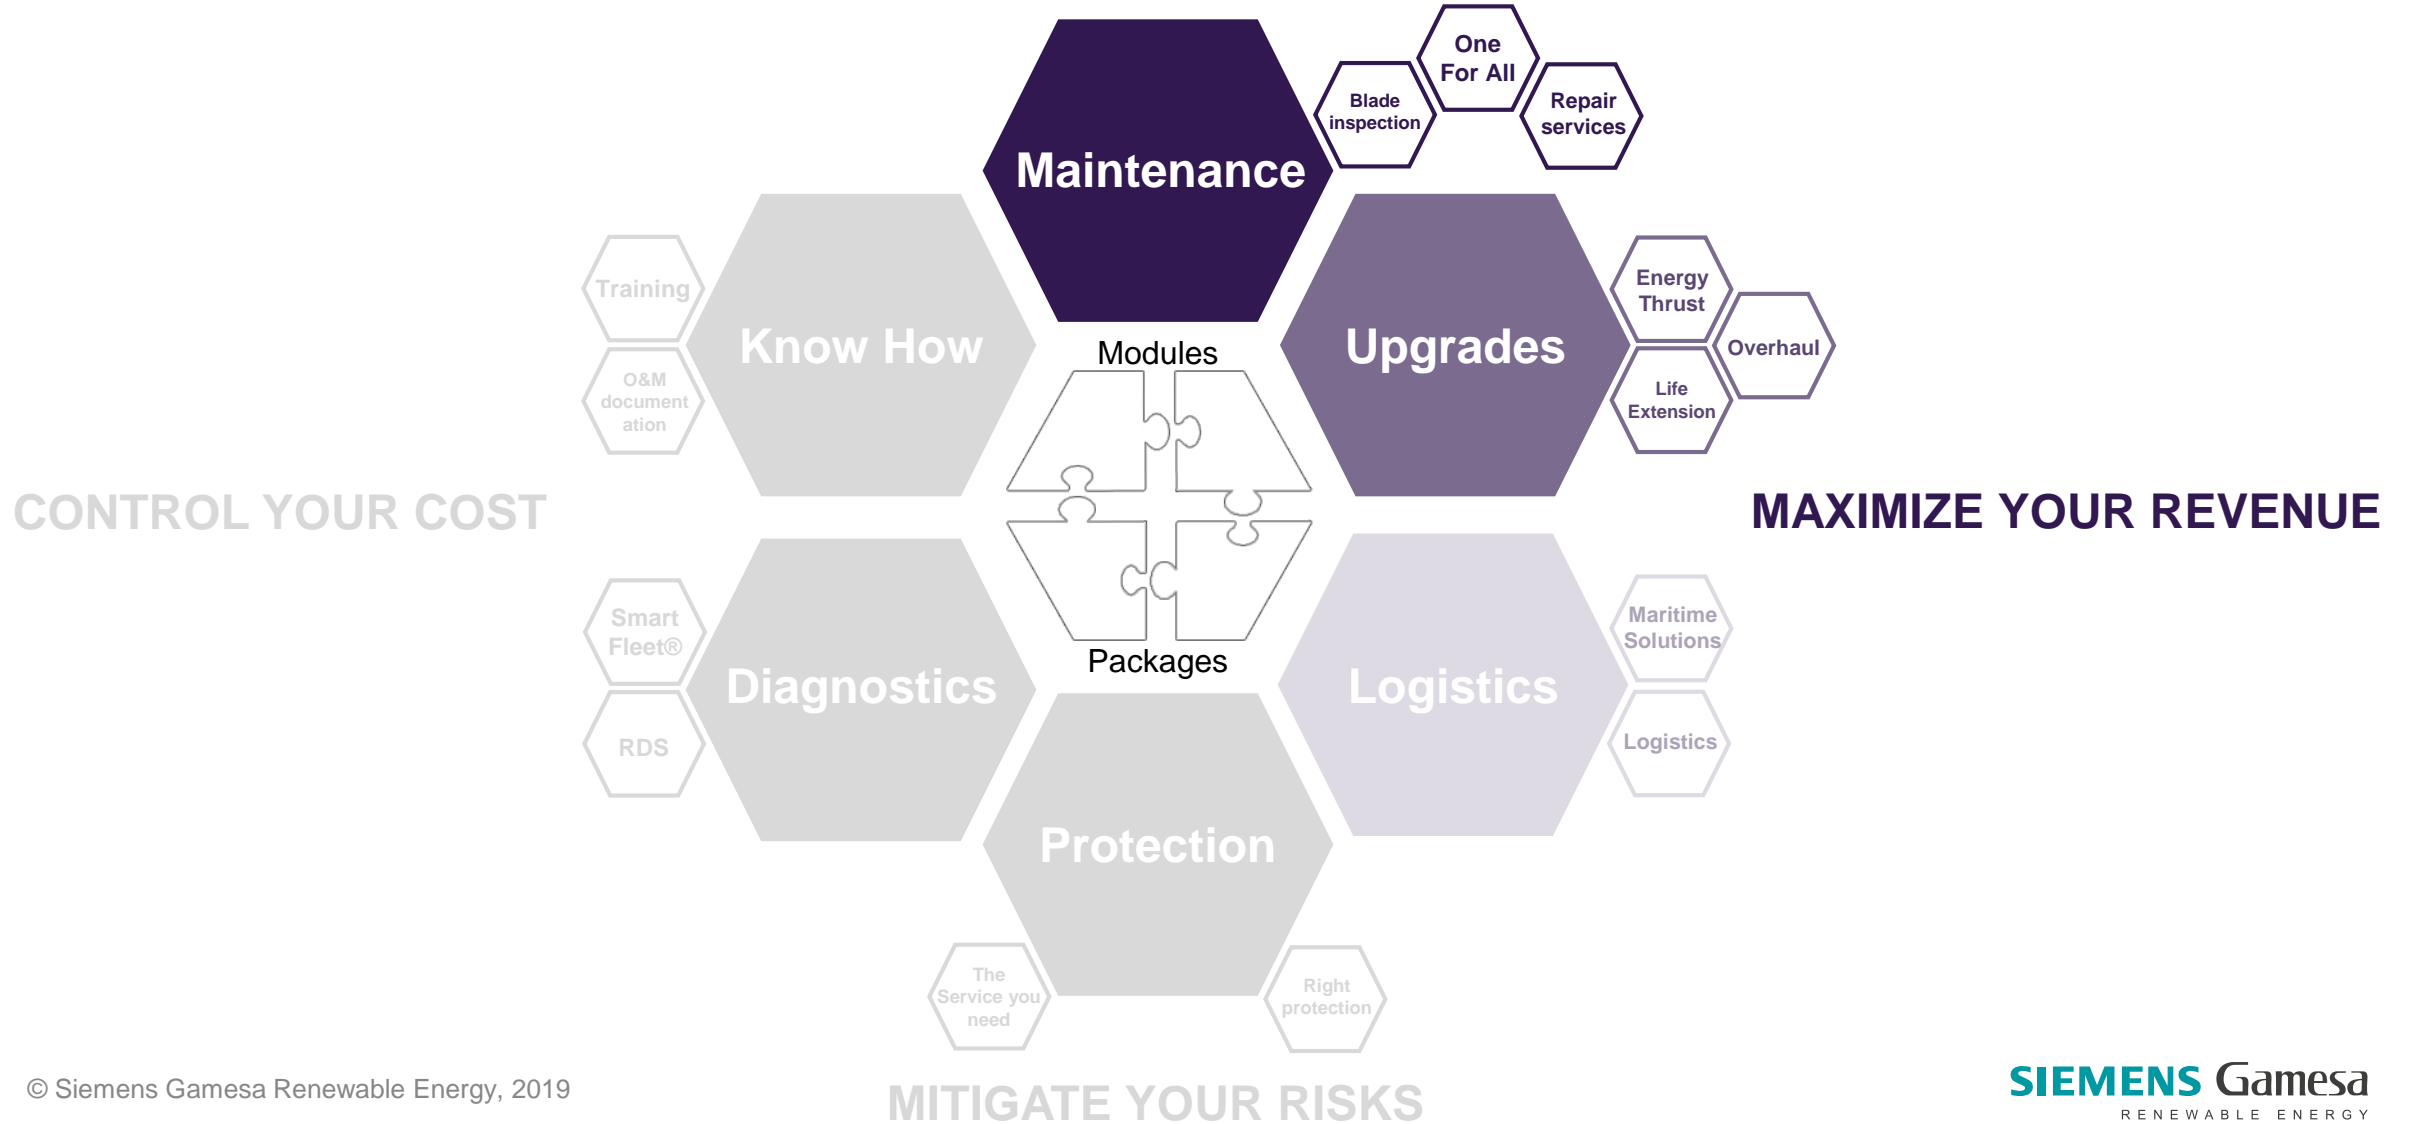 One
For All
Blade
inspection
Repair
services
Maintenance
Training
O&M
document
ation
Know How
Modules
Upgrades
Energy
Thrust
Overhaul
Life
Extension
CONTROL YOUR COST
MAXIMIZE YOUR REVENUE
Smart
Fleet®
RDS
Diagnostics
Packages
Logistics
Maritime
Solutions
Logistics
Protection
The
Service you
need
Right
protection
© Siemens Gamesa Renewable Energy, 2019
MITIGATE YOUR RISKS
SIEMENS Gamesa
RENEWABLE ENERGY